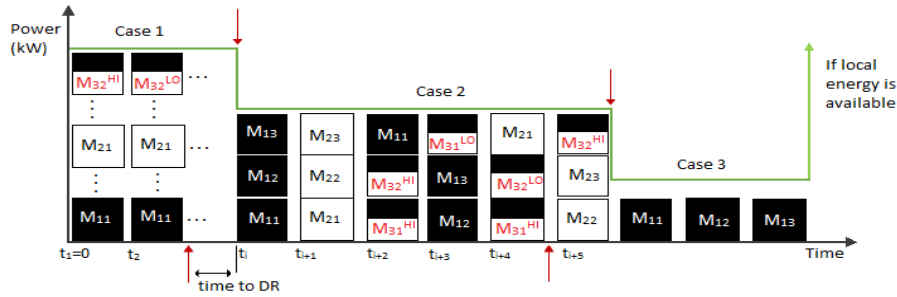 Power
(kW)
Case 1
Case 2
Case 3
If local
energy is
available
M₃₂ᴴᴵ M₃₂ᴸᴼ ...
M₂₁ M₂₁ ...
M₁₁ M₁₁ ...
M₁₃ M₂₃ M₁₁ M₃₁ᴸᴼ M₂₁ M₃₂ᴴᴵ
M₁₂ M₂₂ M₃₂ᴴᴵ M₁₃ M₃₂ᴸᴼ M₂₃
M₁₁ M₂₁ M₃₁ᴴᴵ M₁₂ M₃₁ᴴᴵ M₂₂ M₁₁ M₁₂ M₁₃
t₁=0 t₂ tᵢ tᵢ₊₁ tᵢ₊₂ tᵢ₊₃ tᵢ₊₄ tᵢ₊₅ Time
time to DR